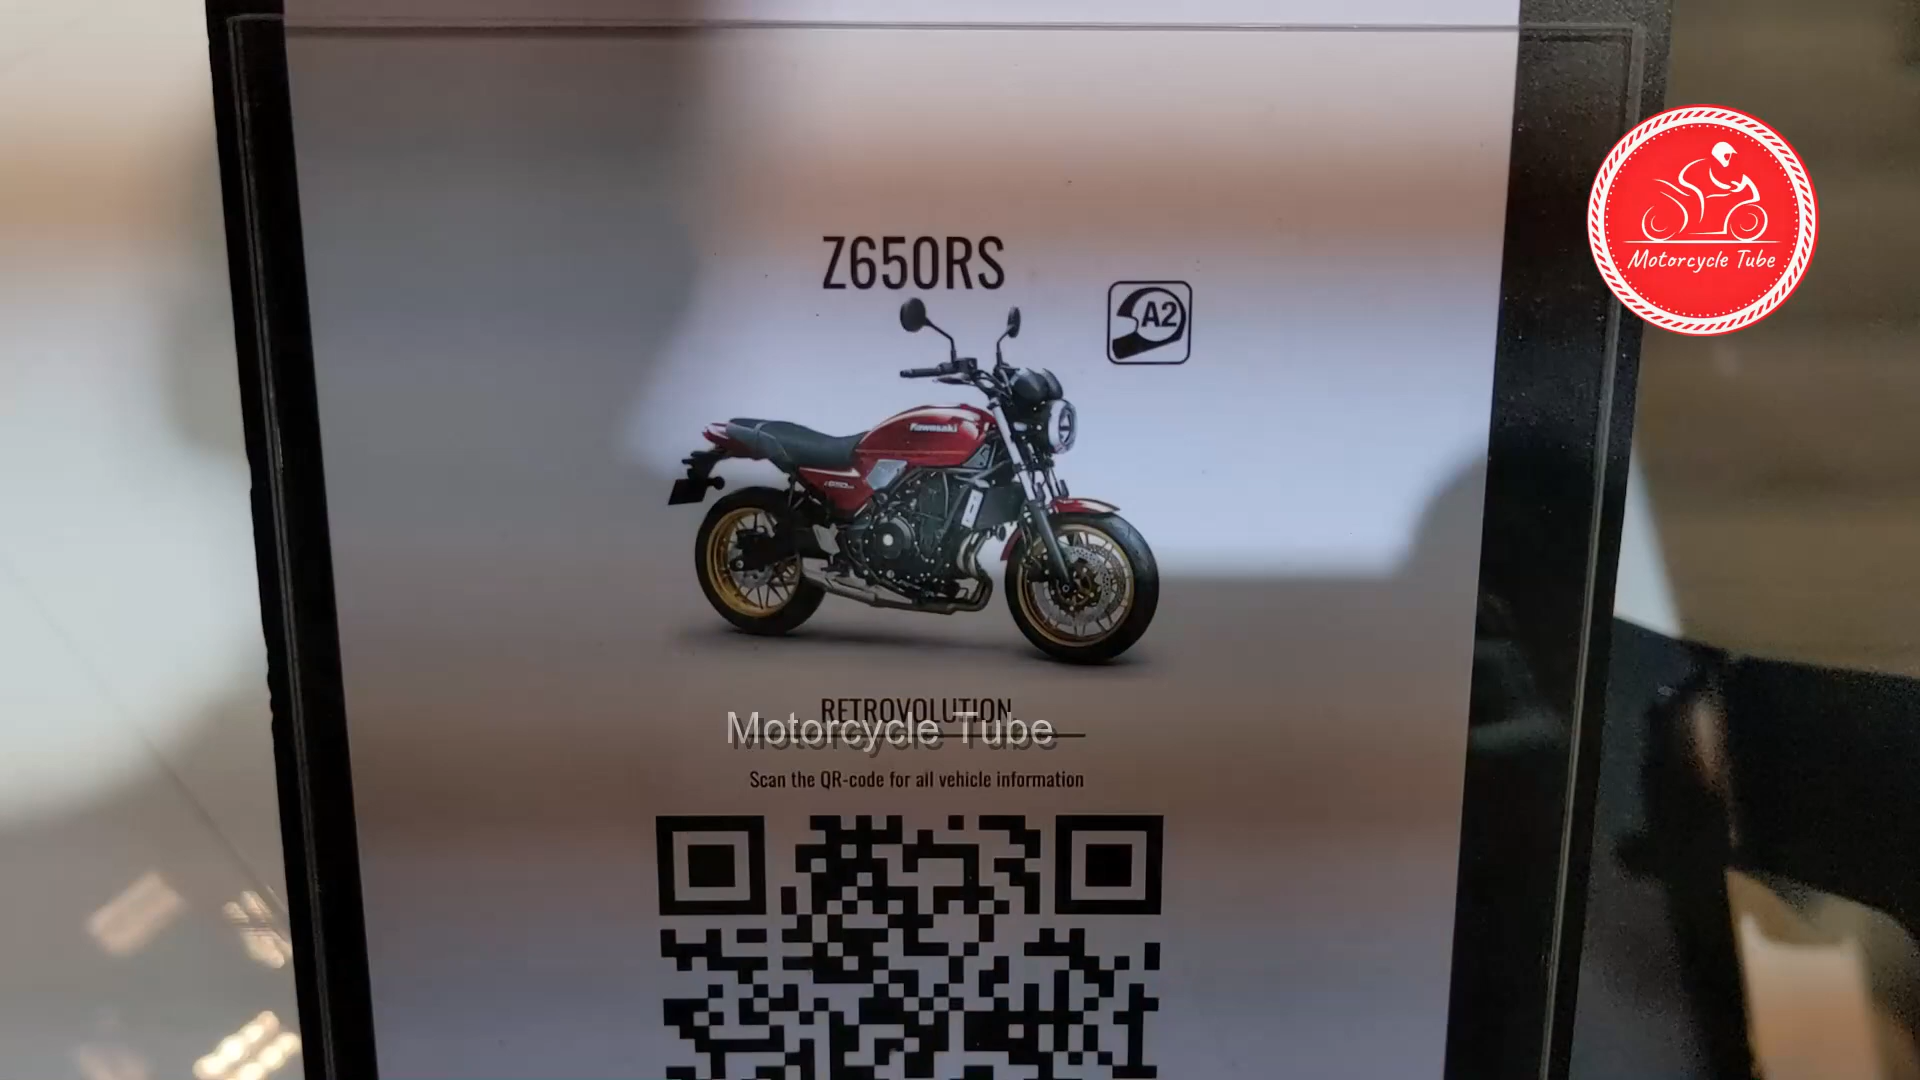 Z650RS
A2
Kawasaki
RETROVOLUTION
Motorcycle Tube
Scan the QR-code for all vehicle information
Motorcycle Tube